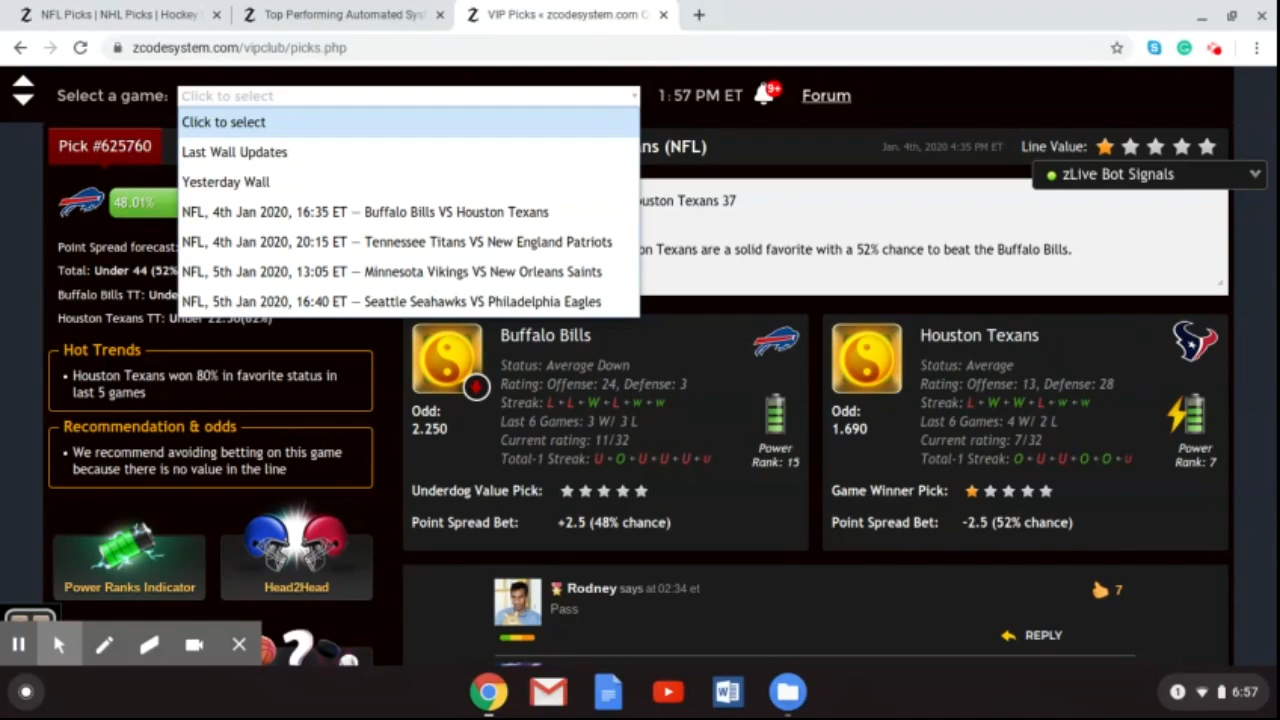 NFL Picks | NHL Picks | Hockey
Top Performing Automated Sys
VIP Picks « zcodesystem.com C
zcodesystem.com/vipclub/picks.php
Select a game:
Click to select
1:57 PM ET
9+
Forum
Click to select
Last Wall Updates
Yesterday Wall
NFL, 4th Jan 2020, 16:35 ET — Buffalo Bills VS Houston Texans
NFL, 4th Jan 2020, 20:15 ET — Tennessee Titans VS New England Patriots
NFL, 5th Jan 2020, 13:05 ET — Minnesota Vikings VS New Orleans Saints
NFL, 5th Jan 2020, 16:40 ET — Seattle Seahawks VS Philadelphia Eagles
Pick #625760
ns (NFL)
Jan. 4th, 2020 4:35 PM ET
Line Value:
zLive Bot Signals
48.01%
uston Texans 37
on Texans are a solid favorite with a 52% chance to beat the Buffalo Bills.
Point Spread forecast:
Total: Under 44 (52%
Buffalo Bills TT: Unde
Houston Texans TT: Under 22.50(62%)
Hot Trends
• Houston Texans won 80% in favorite status in
last 5 games
Recommendation & odds
• We recommend avoiding betting on this game
because there is no value in the line
Power Ranks Indicator
Head2Head
Buffalo Bills
Status: Average Down
Rating: Offense: 24, Defense: 3
Streak: L + L + W + L + w + w
Last 6 Games: 3 W/ 3 L
Current rating: 11/32
Total-1 Streak: U + O + U + U + U + u
Odd:
2.250
Power
Rank: 15
Underdog Value Pick:
Point Spread Bet: +2.5 (48% chance)
Houston Texans
Status: Average
Rating: Offense: 13, Defense: 28
Streak: L + W + W + L + w + w
Last 6 Games: 4 W/ 2 L
Current rating: 7/32
Total-1 Streak: O + U + U + O + O + u
Odd:
1.690
Power
Rank: 7
Game Winner Pick:
Point Spread Bet: -2.5 (52% chance)
Rodney says at 02:34 et
Pass
7
REPLY
1
6:57